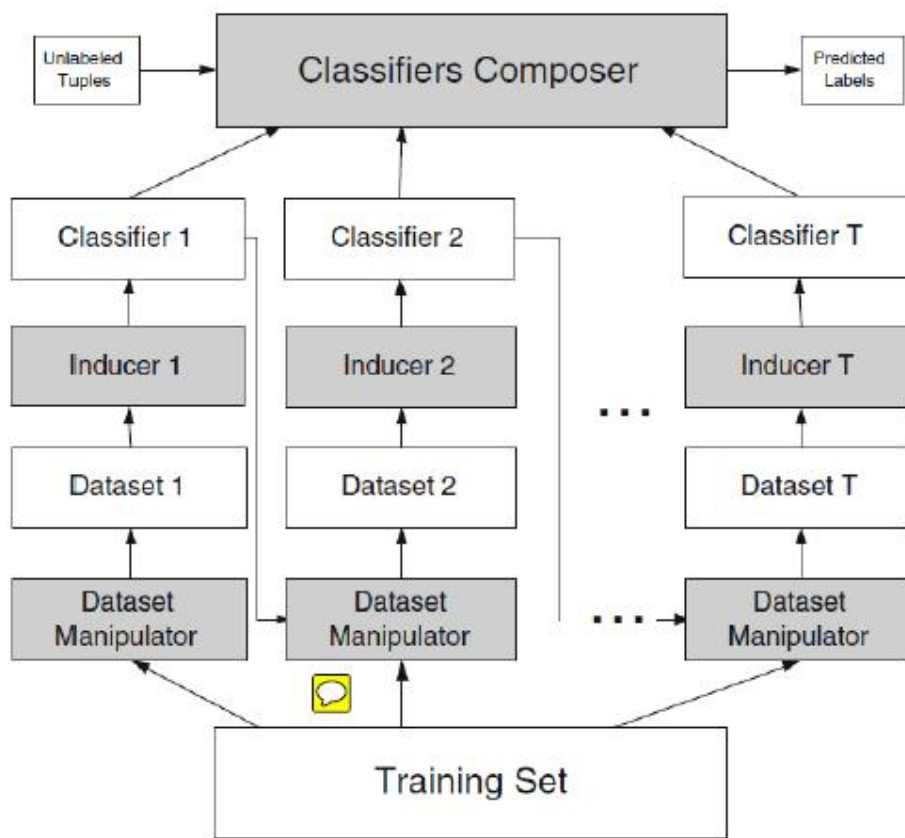 Unlabeled
Tuples
Classifiers Composer
Predicted
Labels
Classifier 1
Classifier 2
Classifier T
Inducer 1
Inducer 2
Inducer T
...
Dataset 1
Dataset 2
Dataset T
Dataset
Manipulator
Dataset
Manipulator
...
Dataset
Manipulator
Training Set